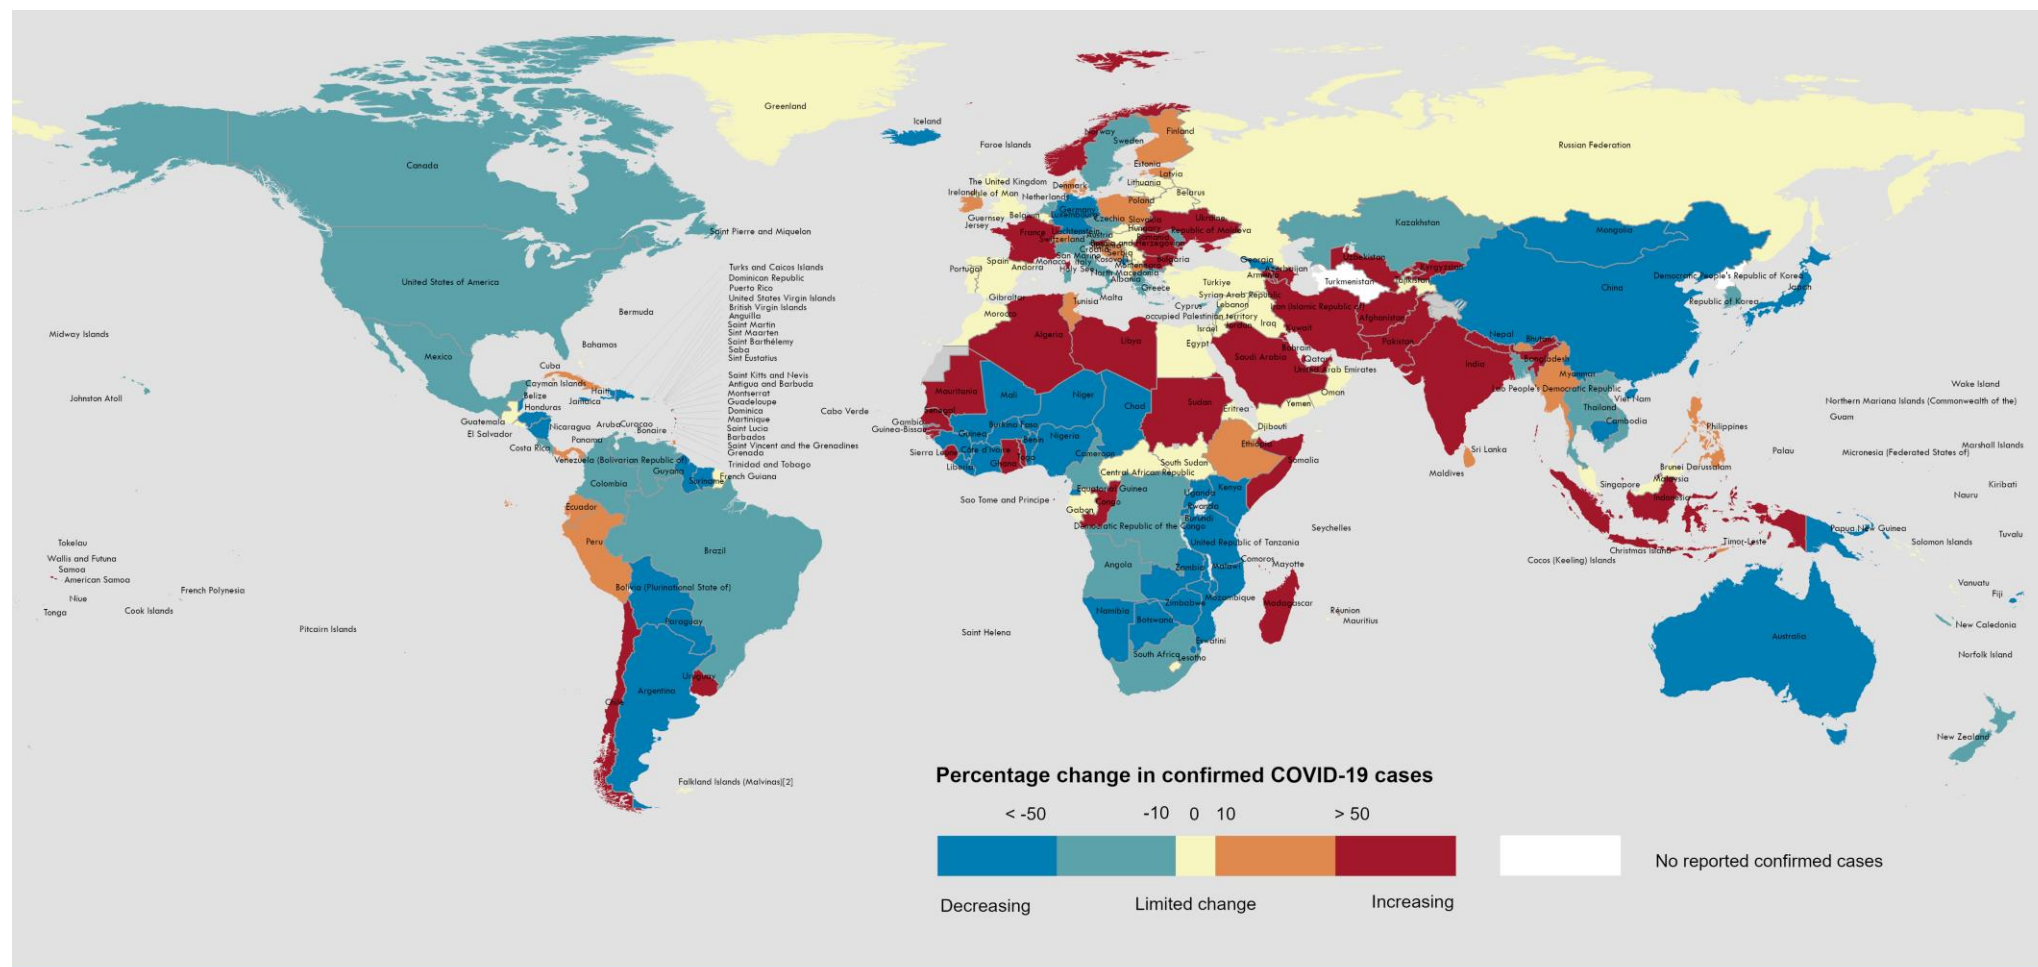 Greenland
Iceland
Faroe Islands
Norway
Sweden
Finland
Russian Federation
Canada
Estonia
Latvia
Lithuania
The United Kingdom
Denmark
Ireland
Isle of Man
Netherlands
Belarus
Poland
Germany
Guernsey
Belgium
Luxembourg
Czechia
Slovakia
Ukraine
Jersey
Kazakhstan
Mongolia
Saint Pierre and Miquelon
France
Liechtenstein
Austria
Hungary
Republic of Moldova
Switzerland
Romania
Bosnia and Herzegovina
Croatia
Serbia
San Marino
Monaco
Italy
Kosovo
Bulgaria
Georgia
Uzbekistan
Kyrgyzstan
Spain
Andorra
Holy See
Montenegro
Azerbaijan
Portugal
North Macedonia
Armenia
Tajikistan
Democratic People's Republic of Korea
Albania
Turks and Caicos Islands
Dominican Republic
Puerto Rico
United States Virgin Islands
British Virgin Islands
Anguilla
Saint Martin
Sint Maarten
Saint Barthélemy
Saba
Sint Eustatius
United States of America
Greece
Türkiye
Turkmenistan
China
Japan
Gibraltar
Tunisia
Malta
Syrian Arab Republic
Republic of Korea
Cyprus
Lebanon
Iran (Islamic Republic of)
Bermuda
Morocco
occupied Palestinian territory
Afghanistan
Israel
Jordan
Iraq
Kuwait
Midway Islands
Algeria
Libya
Egypt
Pakistan
Nepal
Bhutan
Bahamas
Bahrain
Mexico
Saudi Arabia
Qatar
India
Bangladesh
Cuba
United Arab Emirates
Myanmar
Saint Kitts and Nevis
Antigua and Barbuda
Montserrat
Guadeloupe
Dominica
Martinique
Saint Lucia
Barbados
Saint Vincent and the Grenadines
Grenada
Trinidad and Tobago
Cayman Islands
Haiti
Belize
Jamaica
Johnston Atoll
Mauritania
Mali
Niger
Chad
Sudan
Oman
Lao People's Democratic Republic
Wake Island
Honduras
Cabo Verde
Senegal
Eritrea
Yemen
Thailand
Viet Nam
Northern Mariana Islands (Commonwealth of the)
Guatemala
Nicaragua
Aruba
Curacao
Bonaire
Gambia
Guinea-Bissau
Burkina Faso
Djibouti
Cambodia
Philippines
Guam
El Salvador
Panama
Guinea
Benin
Nigeria
Costa Rica
Venezuela (Bolivarian Republic of)
Sierra Leone
Cote d'Ivoire
Ghana
Togo
Liberia
Cameroon
Ethiopia
Sri Lanka
Palau
Micronesia (Federated States of)
Marshall Islands
Guyana
Suriname
French Guiana
South Sudan
Central African Republic
Somalia
Maldives
Brunei Darussalam
Malaysia
Colombia
Equatorial Guinea
Uganda
Kenya
Singapore
Indonesia
Kiribati
Nauru
Ecuador
Sao Tome and Principe
Gabon
Congo
Rwanda
Burundi
Democratic Republic of the Congo
Seychelles
Papua New Guinea
Tuvalu
Solomon Islands
Peru
Brazil
United Republic of Tanzania
Timor-Leste
Christmas Island
Cocos (Keeling) Islands
Tokelau
Wallis and Futuna
Samoa
American Samoa
Angola
Zambia
Malawi
Comoros
Mayotte
French Polynesia
Bolivia (Plurinational State of)
Niue
Tonga
Cook Islands
Pitcairn Islands
Namibia
Zimbabwe
Mozambique
Madagascar
Réunion
Mauritius
Vanuatu
Fiji
Paraguay
Botswana
Saint Helena
Eswatini
New Caledonia
Australia
South Africa
Lesotho
Norfolk Island
Uruguay
Argentina
Chile
New Zealand
Falkland Islands (Malvinas)[2]
Percentage change in confirmed COVID-19 cases
< -50 -10 0 10 > 50
No reported confirmed cases
Decreasing Limited change Increasing